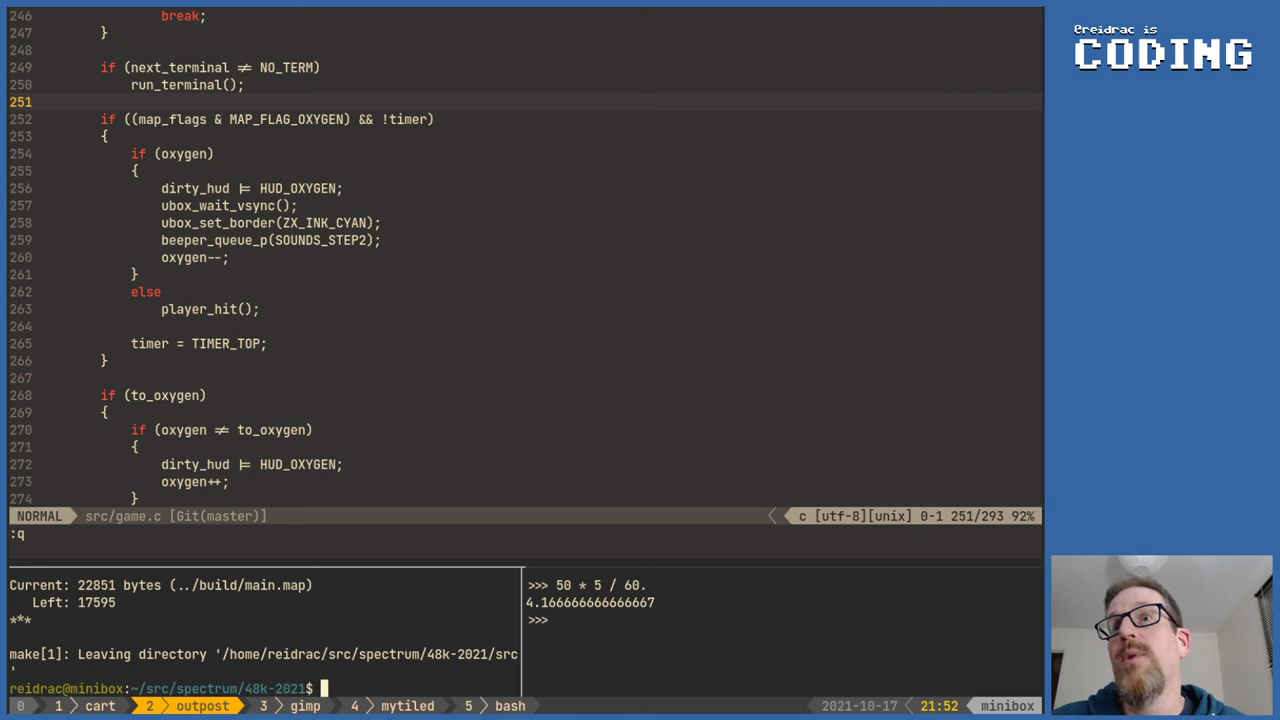 246                 break;
247         }
248
249         if (next_terminal ≠ NO_TERM)
250             run_terminal();
251
252         if ((map_flags & MAP_FLAG_OXYGEN) && !timer)
253         {
254             if (oxygen)
255             {
256                 dirty_hud |= HUD_OXYGEN;
257                 ubox_wait_vsync();
258                 ubox_set_border(ZX_INK_CYAN);
259                 beeper_queue_p(SOUNDS_STEP2);
260                 oxygen--;
261             }
262             else
263                 player_hit();
264
265             timer = TIMER_TOP;
266         }
267
268         if (to_oxygen)
269         {
270             if (oxygen ≠ to_oxygen)
271             {
272                 dirty_hud |= HUD_OXYGEN;
273                 oxygen++;
274             }
NORMAL src/game.c [Git(master)] c [utf-8][unix] 0-1 251/293 92%
:q
Current: 22851 bytes (../build/main.map)
Left: 17595
***
make[1]: Leaving directory '/home/reidrac/src/spectrum/48k-2021/src
'
reidrac@minibox:~/src/spectrum/48k-2021$
>>> 50 * 5 / 60.
4.166666666666667
>>>
0 1 cart 2 outpost 3 gimp 4 mytiled 5 bash 2021-10-17 21:52 minibox
@reidrac is
CODING